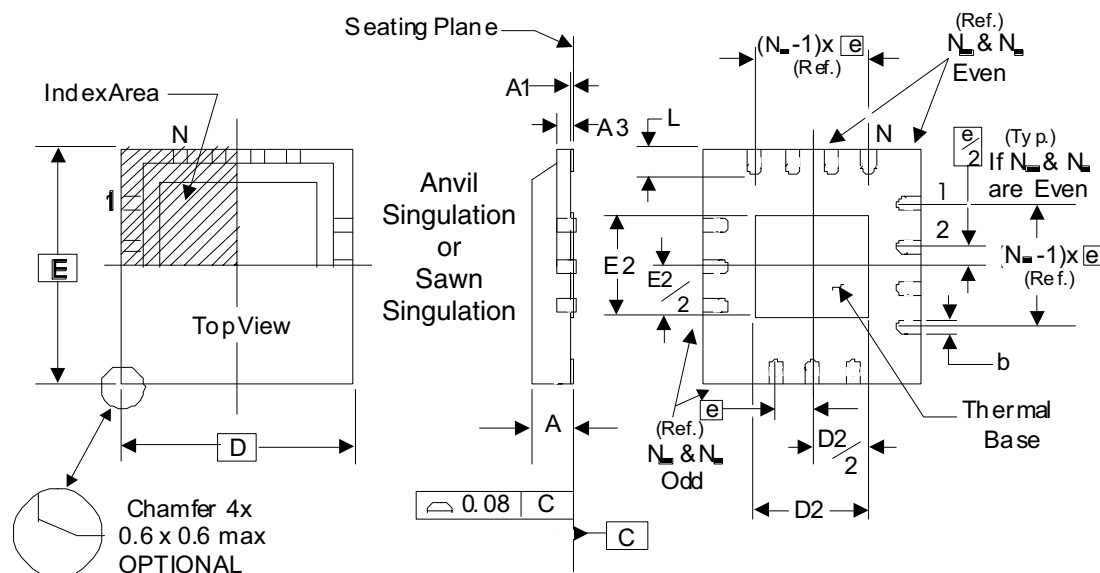 Seating Plane
(Ref.)
N & N
Even
(N -1)x e
(Ref.)
Index Area
A1
A3
L
N
N
e
2
(Typ.)
If N & N
are Even
1
1
2
Anvil
Singulation
or
Sawn
Singulation
E
E2
E2
2
(N -1)x e
(Ref.)
Top View
b
e
A
Thermal
Base
(Ref.)
N & N
Odd
D2
2
D
D2
0.08 C
C
Chamfer 4x
0.6 x 0.6 max
OPTIONAL